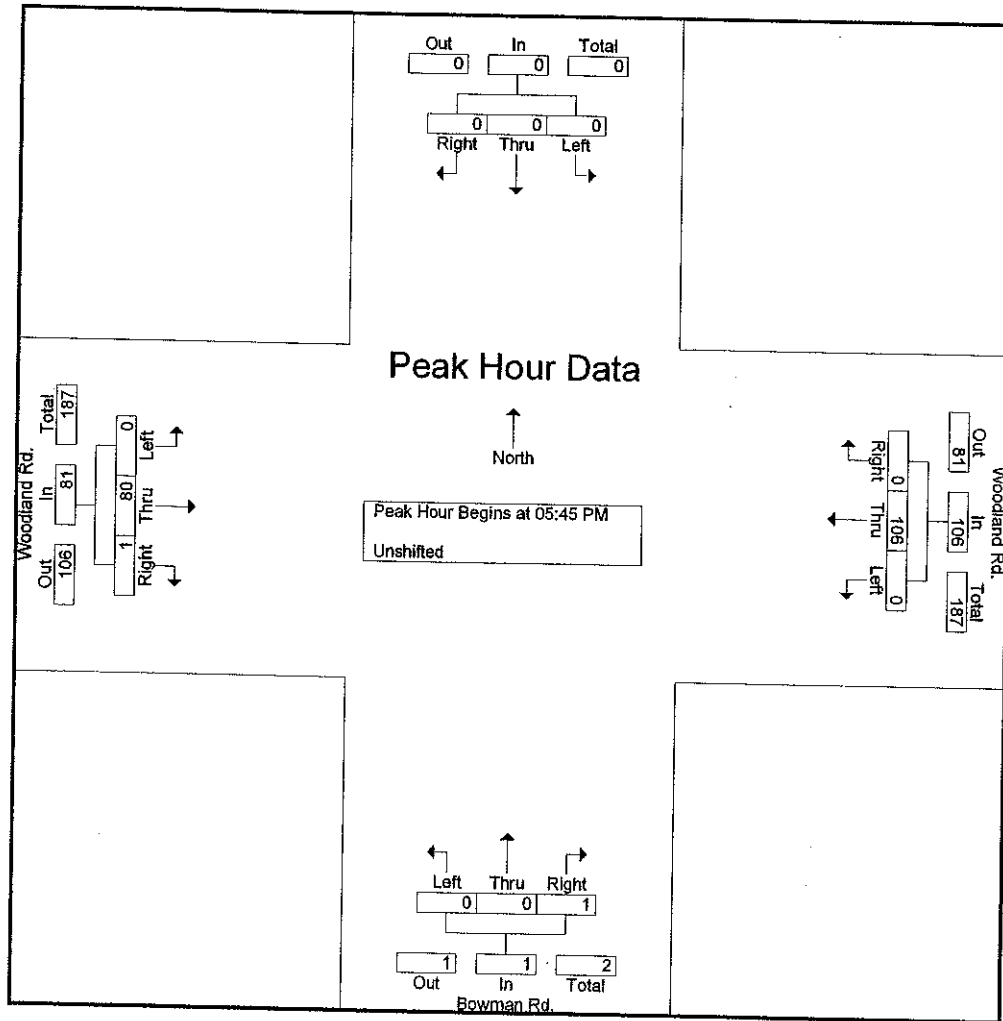 Out In Total
0 0 0
0 0 0
Right Thru Left
Peak Hour Data
North
Peak Hour Begins at 05:45 PM
Unshifted
Woodland Rd.
Out In Total
106 81 187
Right Thru Left
1 80 0
Woodland Rd.
Out In Total
81 106 187
Right Thru Left
0 106 0
Left Thru Right
0 0 1
1 1 2
Out In Total
Bowman Rd.